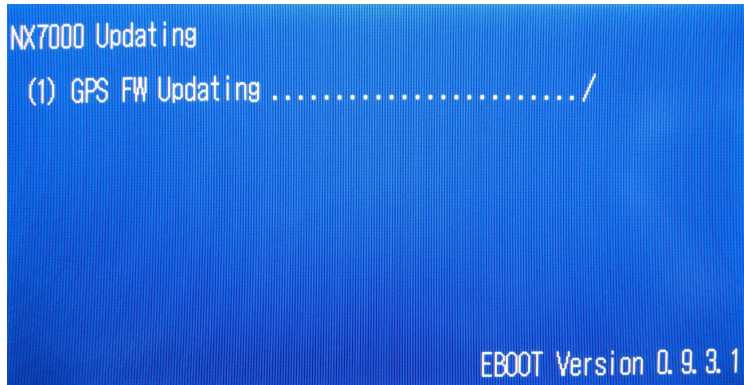 NX7000 Updating
(1) GPS FW Updating ......................../
EBOOT Version 0.9.3.1